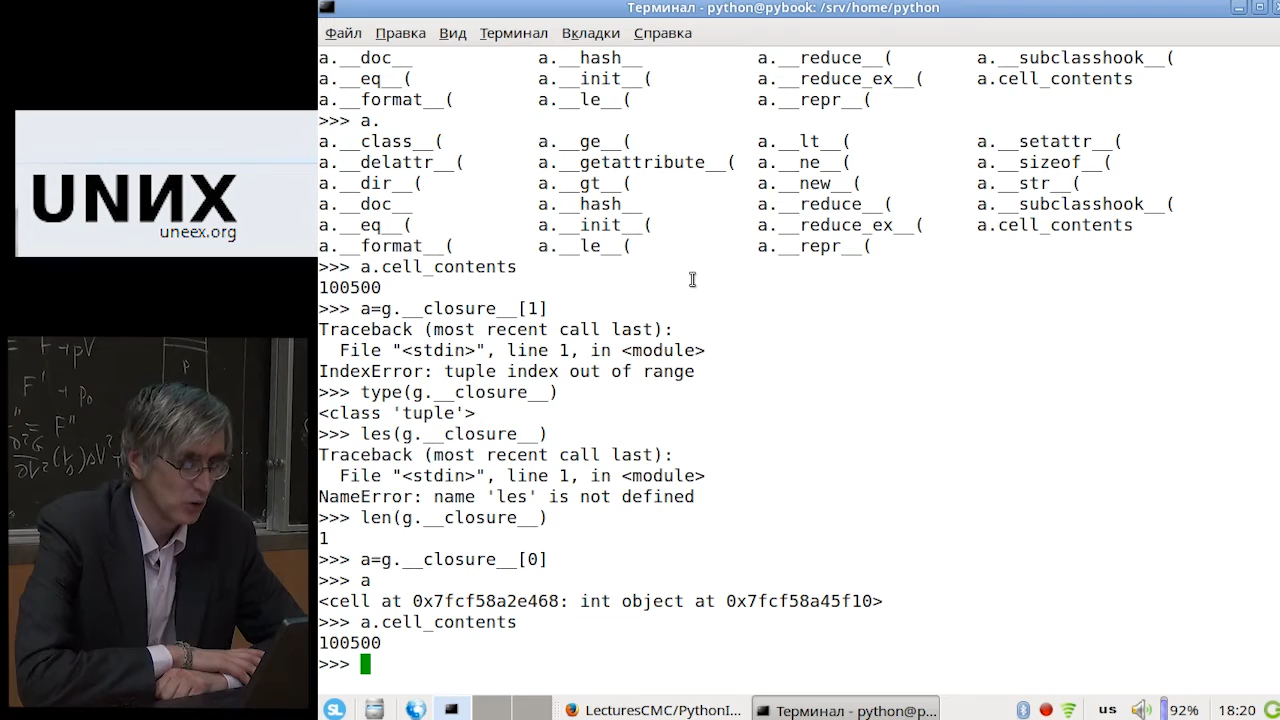 Терминал - python@pybook: /srv/home/python
Файл Правка Вид Терминал Вкладки Справка
a.__doc__ a.__hash__ a.__reduce__( a.__subclasshook__(
a.__eq__( a.__init__( a.__reduce_ex__( a.cell_contents
a.__format__( a.__le__( a.__repr__(
>>> a.
a.__class__( a.__ge__( a.__lt__( a.__setattr__(
a.__delattr__( a.__getattribute__( a.__ne__( a.__sizeof__(
a.__dir__( a.__gt__( a.__new__( a.__str__(
a.__doc__ a.__hash__ a.__reduce__( a.__subclasshook__(
a.__eq__( a.__init__( a.__reduce_ex__( a.cell_contents
a.__format__( a.__le__( a.__repr__(
>>> a.cell_contents
100500
>>> a=g.__closure__[1]
Traceback (most recent call last):
File "<stdin>", line 1, in <module>
IndexError: tuple index out of range
>>> type(g.__closure__)
<class 'tuple'>
>>> les(g.__closure__)
Traceback (most recent call last):
File "<stdin>", line 1, in <module>
NameError: name 'les' is not defined
>>> len(g.__closure__)
1
>>> a=g.__closure__[0]
>>> a
<cell at 0x7fcf58a2e468: int object at 0x7fcf58a45f10>
>>> a.cell_contents
100500
>>>
LecturesCMC/PythonI... Терминал - python@p... us 92% 18:20
UNИX
uneex.org
F'
= F"